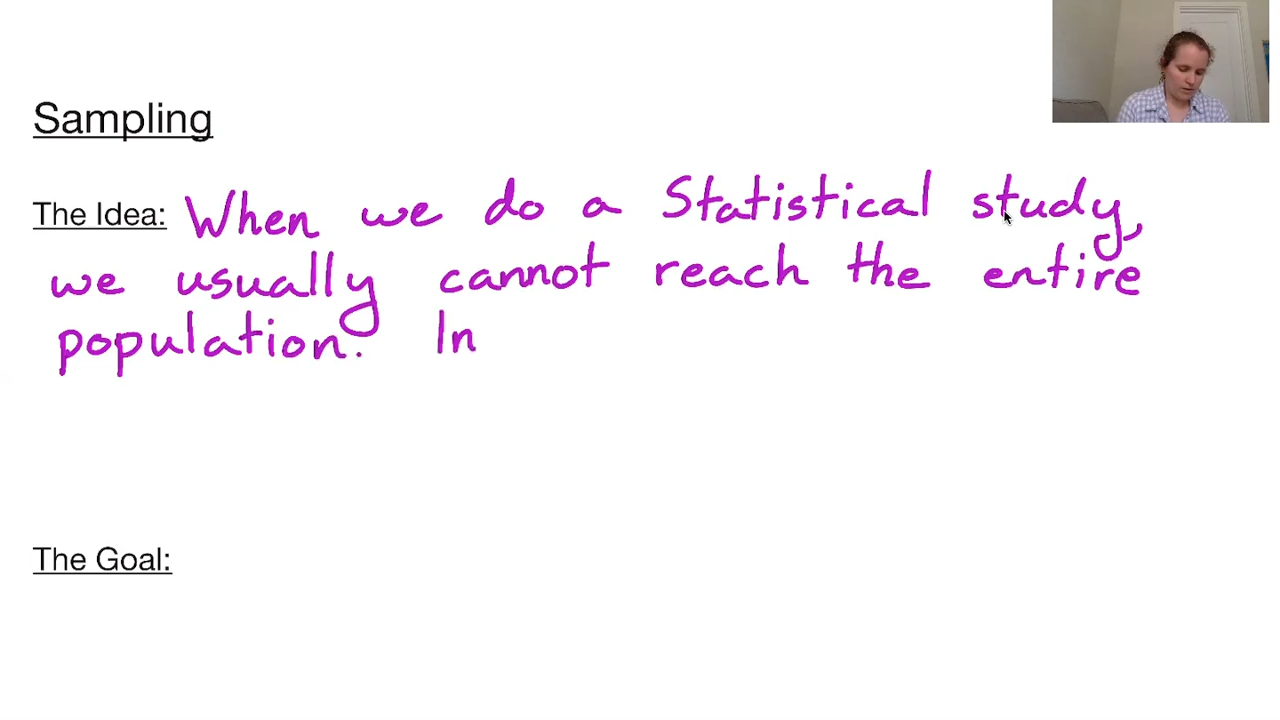 Sampling
The Idea: When we do a Statistical study,
we usually cannot reach the entire
population. In
The Goal: